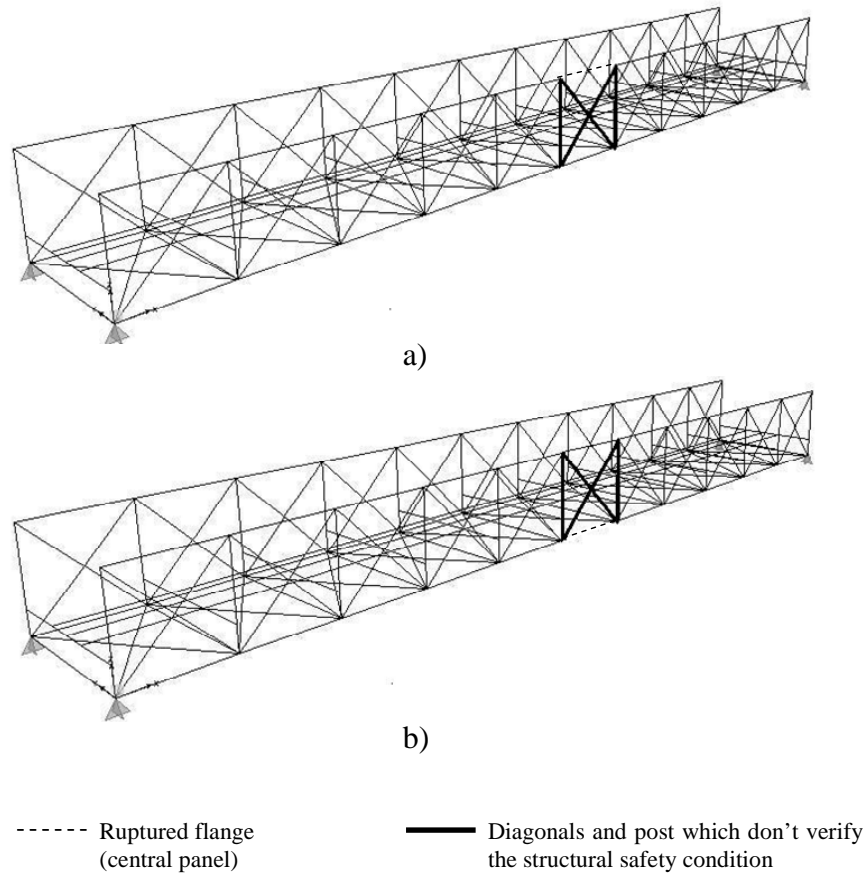 a)
b)
Ruptured flange
(central panel)
Diagonals and post which don't verify
the structural safety condition